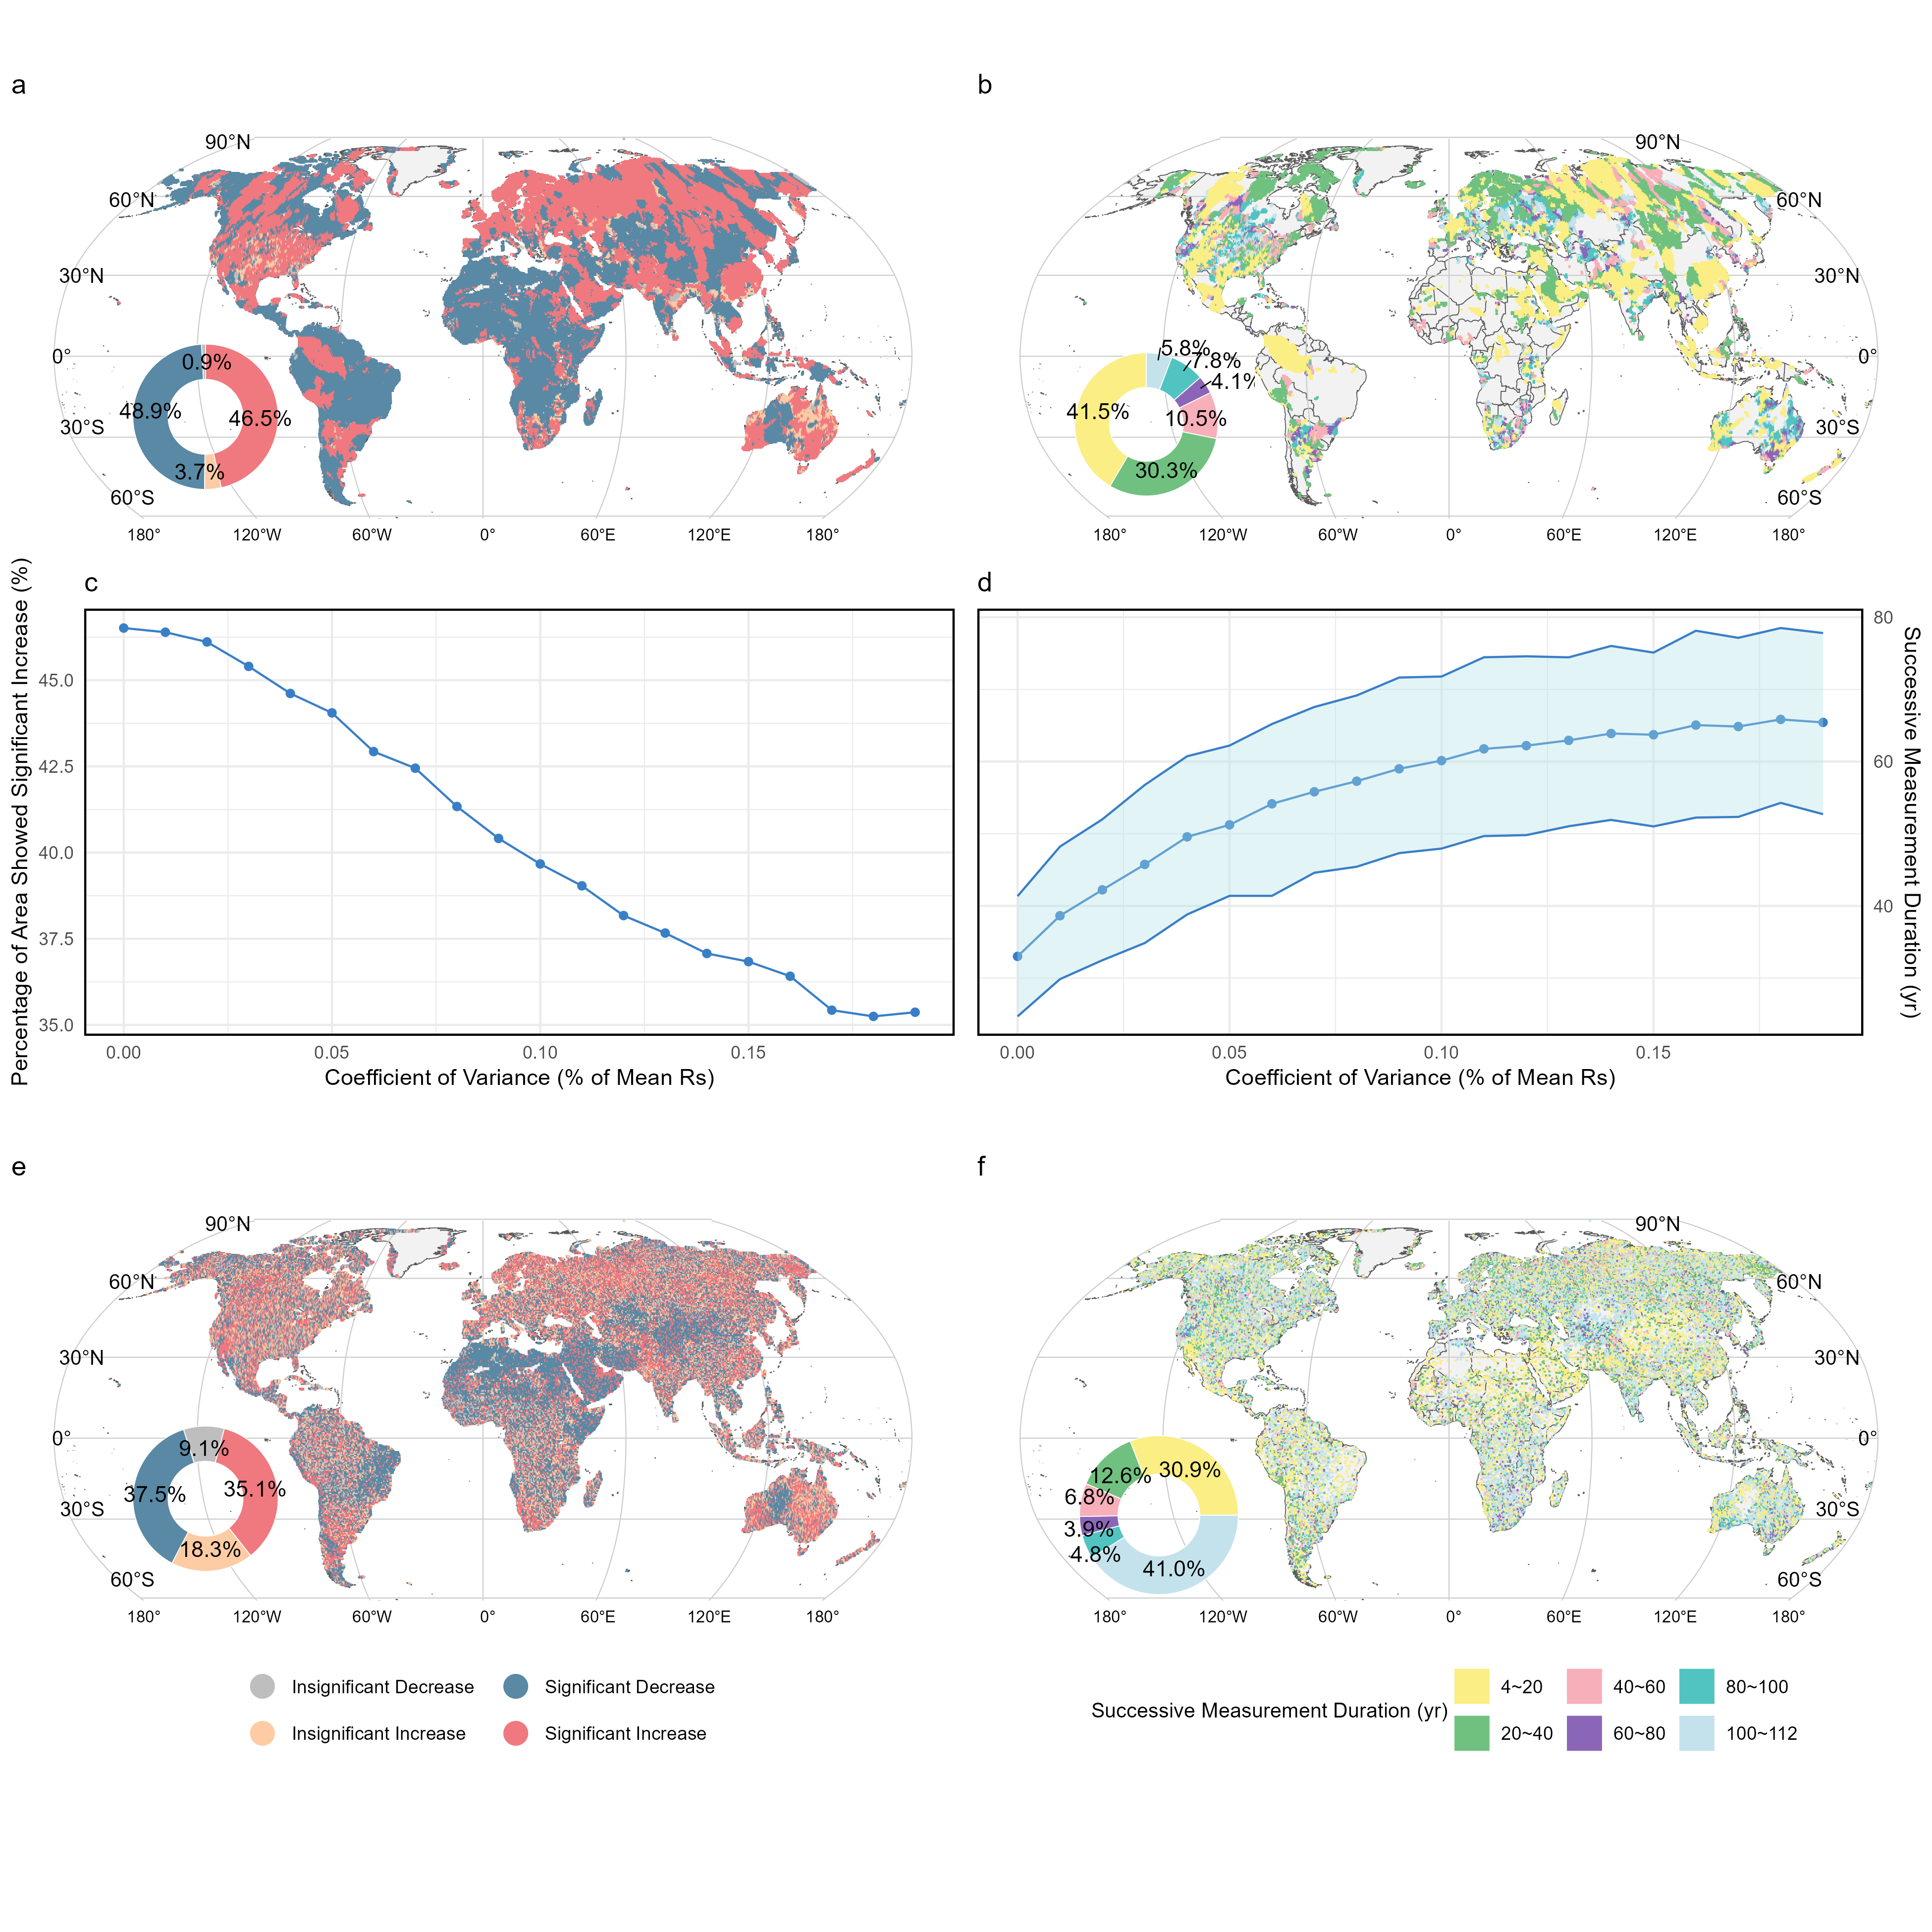 a
90°N
60°N
30°N
0°
30°S
60°S
0.9%
48.9%
46.5%
3.7%
180°
120°W
60°W
0°
60°E
120°E
180°
b
90°N
60°N
30°N
0°
30°S
60°S
5.8%
7.8%
4.1%
41.5%
10.5%
30.3%
180°
120°W
60°W
0°
60°E
120°E
180°
c
Percentage of Area Showed Significant Increase (%)
45.0
42.5
40.0
37.5
35.0
0.00
0.05
0.10
0.15
Coefficient of Variance (% of Mean Rs)
d
80
60
40
Successive Measurement Duration (yr)
0.00
0.05
0.10
0.15
Coefficient of Variance (% of Mean Rs)
e
90°N
60°N
30°N
0°
30°S
60°S
9.1%
37.5%
35.1%
18.3%
180°
120°W
60°W
0°
60°E
120°E
180°
f
90°N
60°N
30°N
0°
30°S
60°S
12.6%
30.9%
6.8%
3.9%
4.8%
41.0%
180°
120°W
60°W
0°
60°E
120°E
180°
Insignificant Decrease
Significant Decrease
Insignificant Increase
Significant Increase
Successive Measurement Duration (yr)
4~20
40~60
80~100
20~40
60~80
100~112